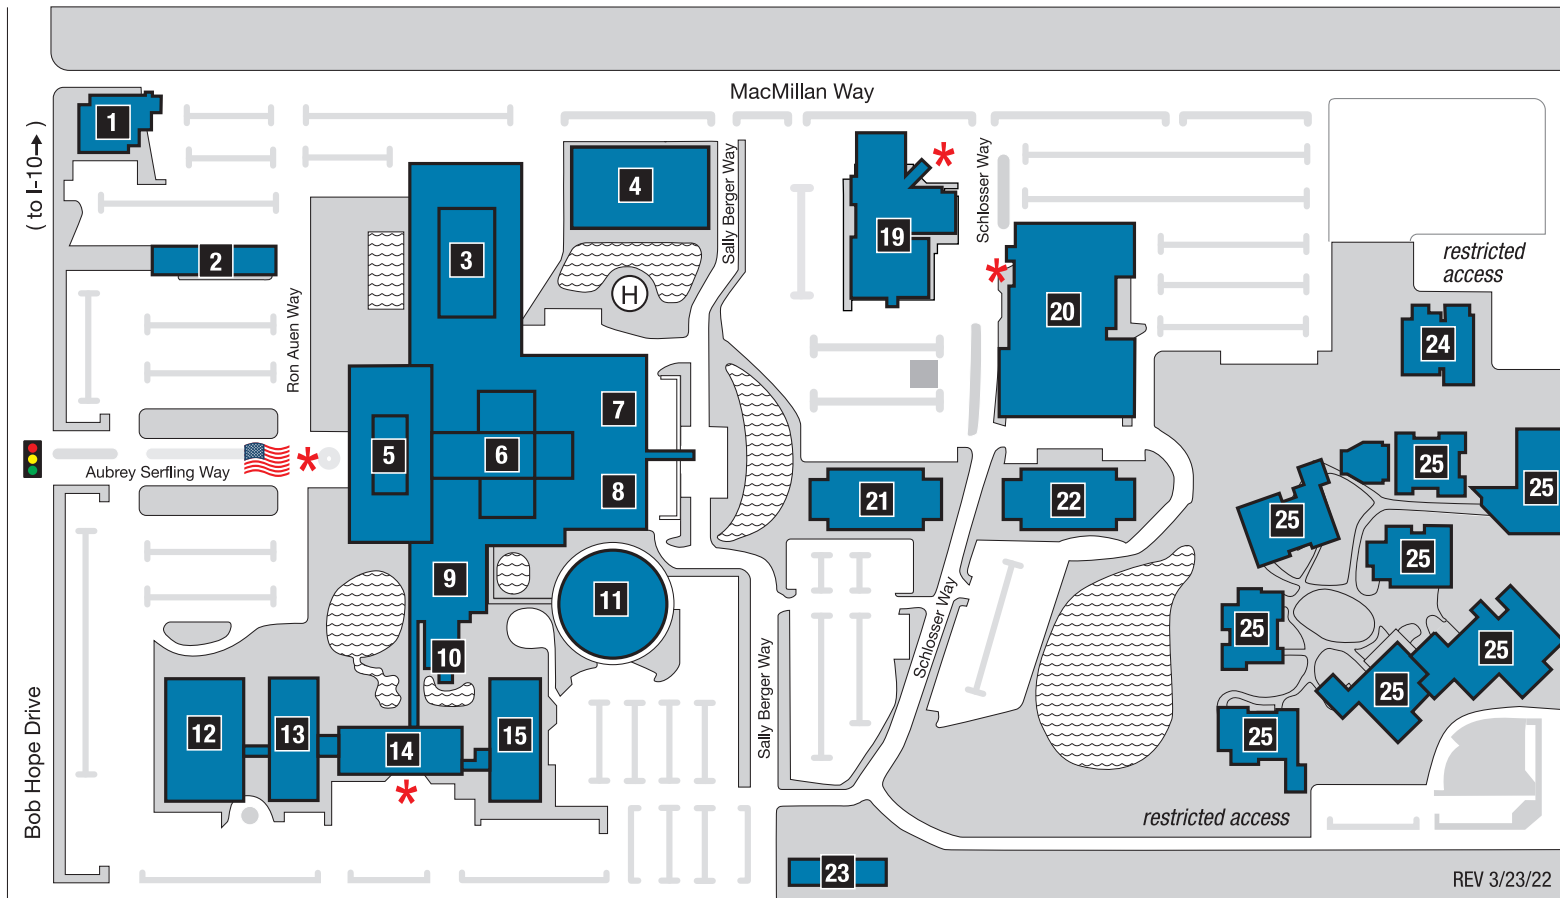 MacMillan Way
( to I-10→ )
1
4
Sally Berger Way
Schlosser Way
19
2
3
restricted
access
H
20
Ron Auen Way
24
7
5
6
25
Aubrey Serfling Way
8
21
22
25
25
25
9
11
10
25
25
Schlosser Way
25
Sally Berger Way
12
13
14
15
25
Bob Hope Drive
restricted access
23
REV 3/23/22